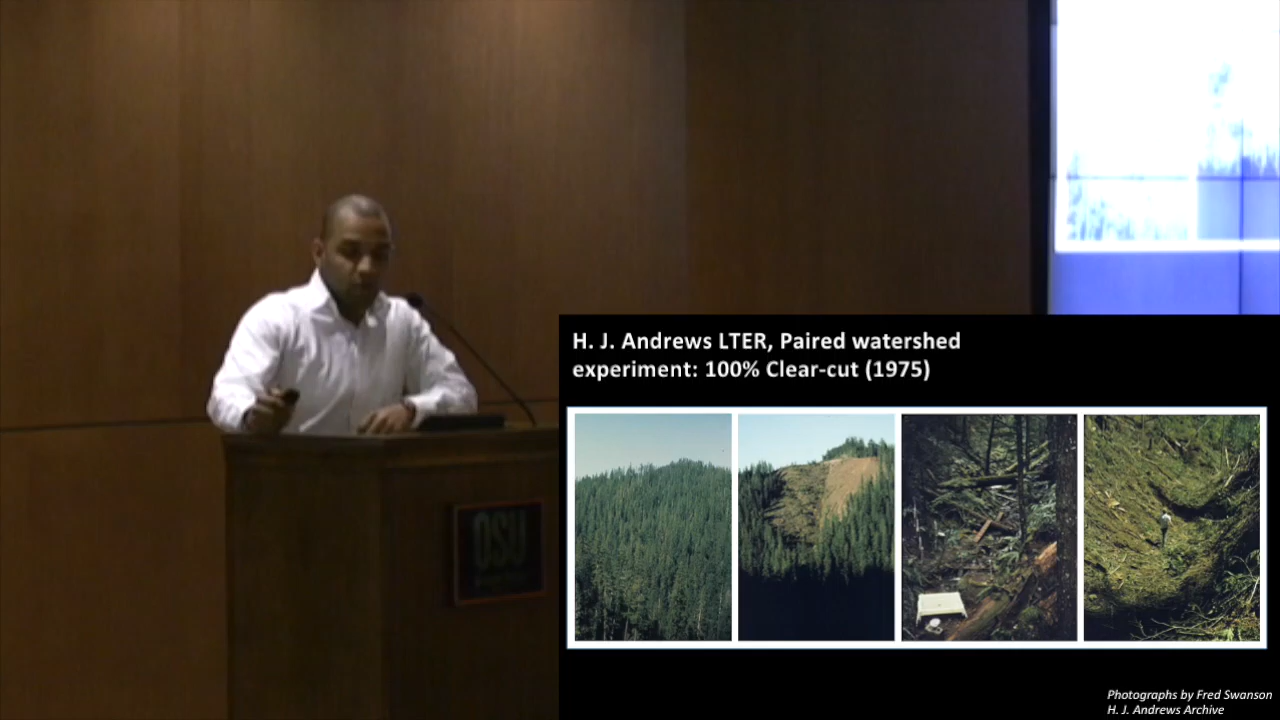 OSU
H. J. Andrews LTER, Paired watershed
experiment: 100% Clear-cut (1975)
Photographs by Fred Swanson
H. J. Andrews Archive